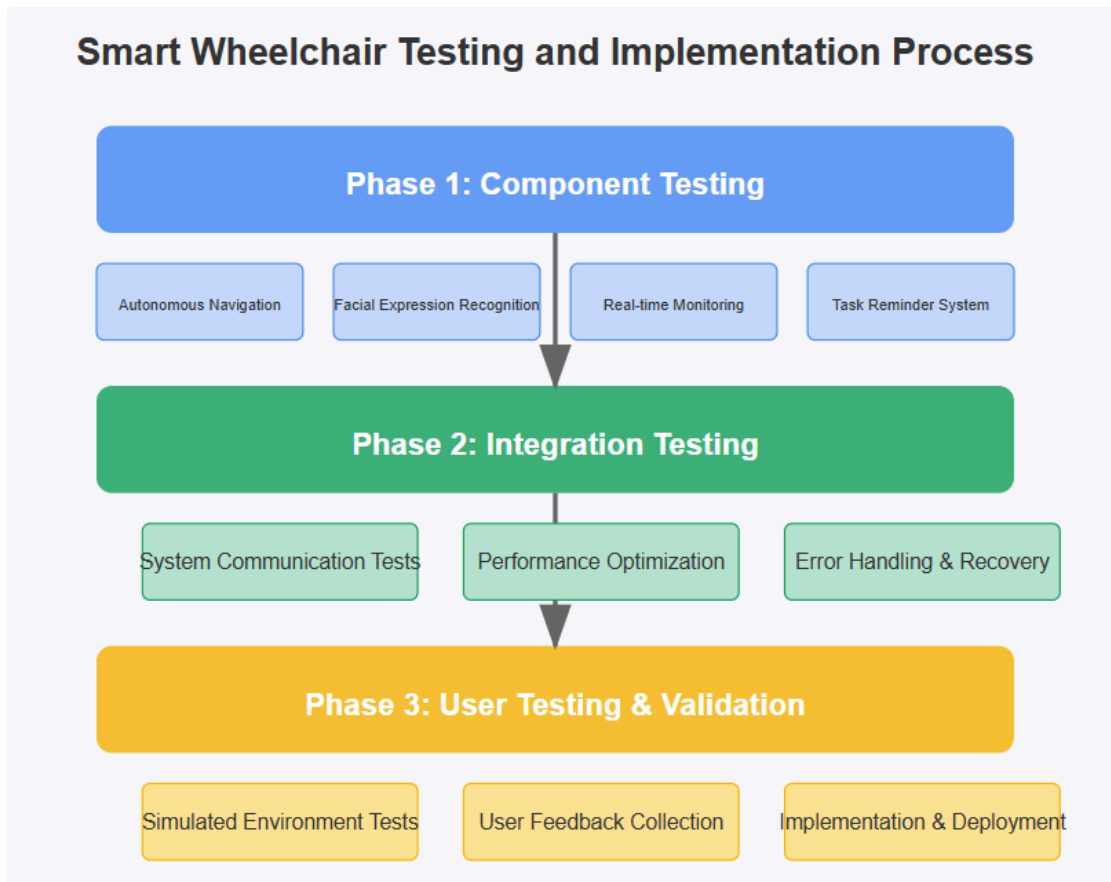 Smart Wheelchair Testing and Implementation Process
Phase 1: Component Testing
Autonomous Navigation
Facial Expression Recognition
Real-time Monitoring
Task Reminder System
Phase 2: Integration Testing
System Communication Tests
Performance Optimization
Error Handling & Recovery
Phase 3: User Testing & Validation
Simulated Environment Tests
User Feedback Collection
Implementation & Deployment